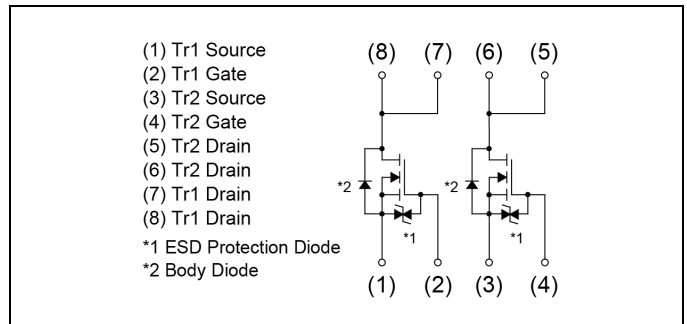 (1) Tr1 Source
(2) Tr1 Gate
(3) Tr2 Source
(4) Tr2 Gate
(5) Tr2 Drain
(6) Tr2 Drain
(7) Tr1 Drain
(8) Tr1 Drain
*1 ESD Protection Diode
*2 Body Diode
(8) (7) (6) (5)
*2 *2
*1 *1
(1) (2) (3) (4)